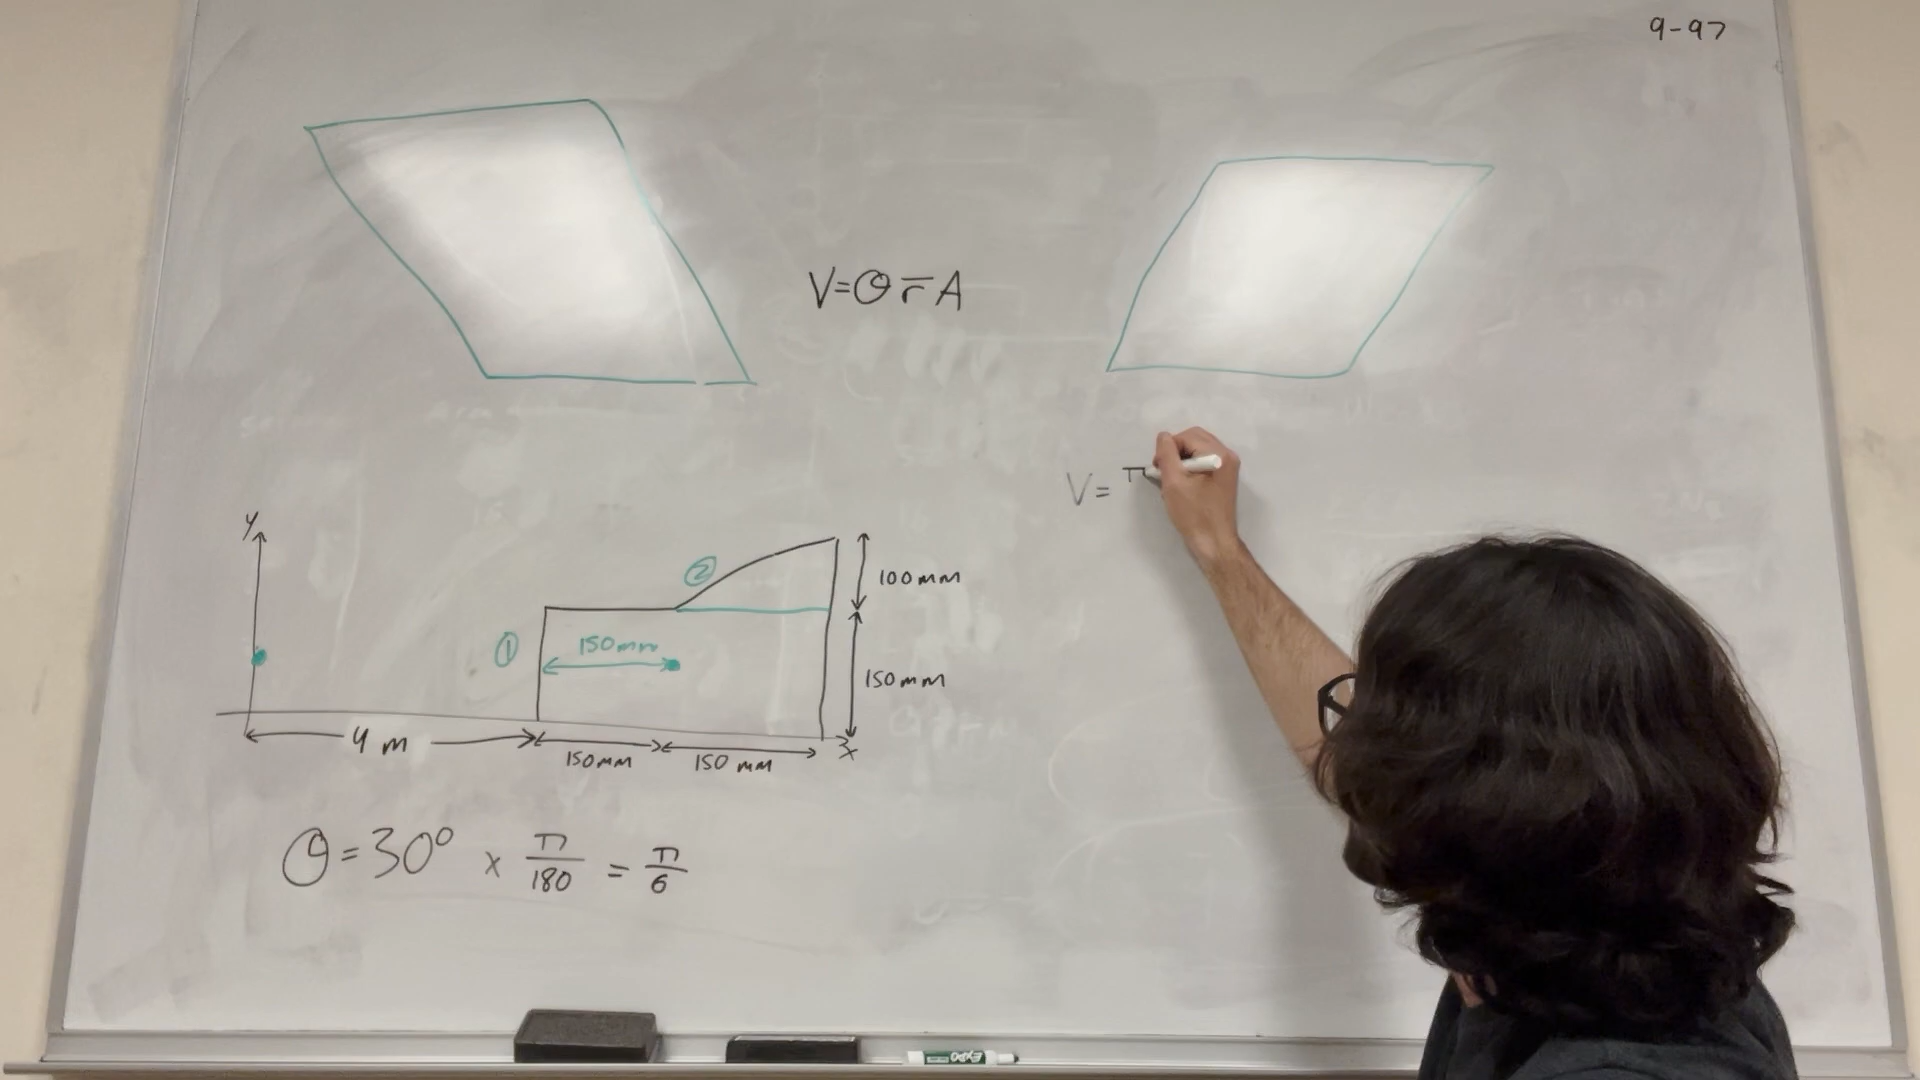 9-97
V=θr̄A
V= π
y
②
100mm
①
150mm
150mm
4 m
150mm
150 mm
x
θ=30° × π/180 = π/6
EXPO